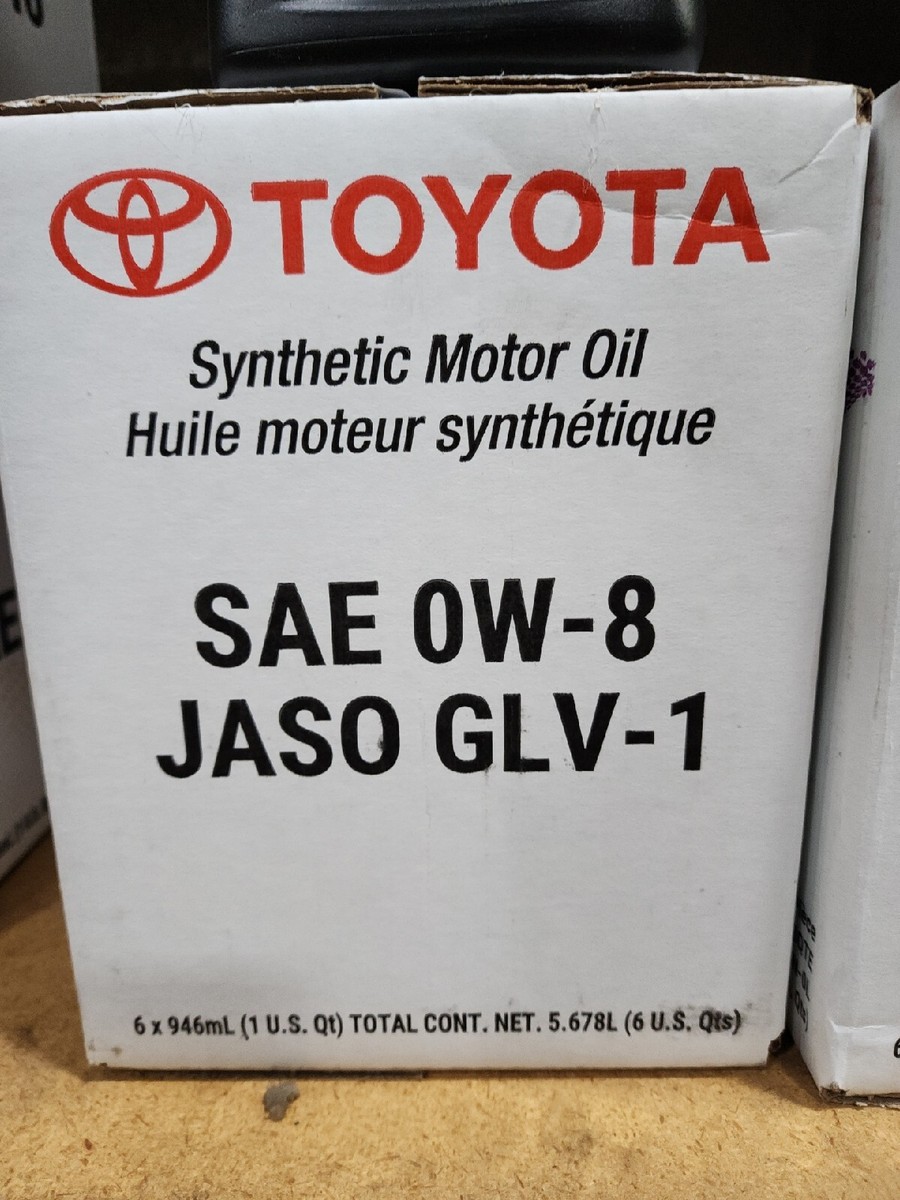 TOYOTA
Synthetic Motor Oil
Huile moteur synthétique
SAE 0W-8
JASO GLV-1
6 x 946mL (1 U.S. Qt) TOTAL CONT. NET. 5.678L (6 U.S. Qts)